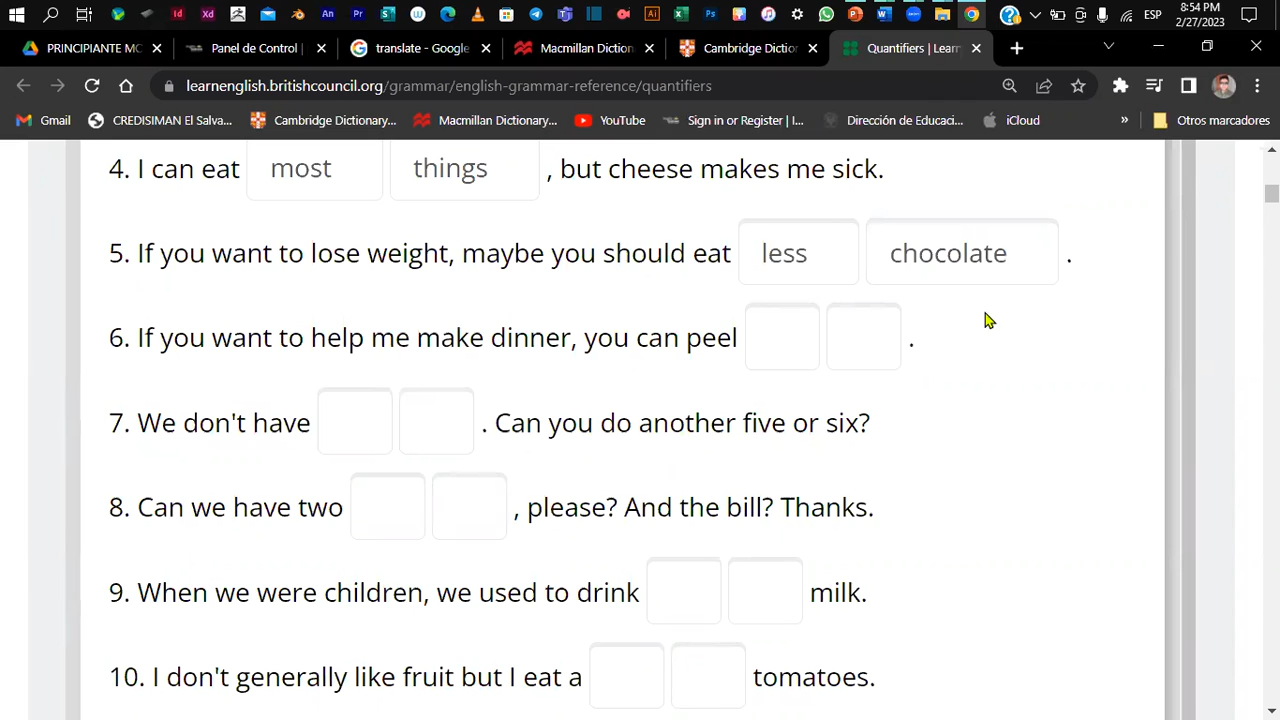 ESP
2/27/2023
8:54 PM
PRINCIPIANTE MC
Panel de Control |
translate - Google
Macmillan Diction
Cambridge Dictior
Quantifiers | Learn
learnenglish.britishcouncil.org/grammar/english-grammar-reference/quantifiers
Gmail
CREDISIMAN El Salva...
Cambridge Dictionary...
Macmillan Dictionary...
YouTube
Sign in or Register | I...
Dirección de Educaci...
iCloud
»
Otros marcadores
4. I can eat most things , but cheese makes me sick.
5. If you want to lose weight, maybe you should eat less chocolate .
6. If you want to help me make dinner, you can peel .
7. We don't have . Can you do another five or six?
8. Can we have two , please? And the bill? Thanks.
9. When we were children, we used to drink milk.
10. I don't generally like fruit but I eat a tomatoes.